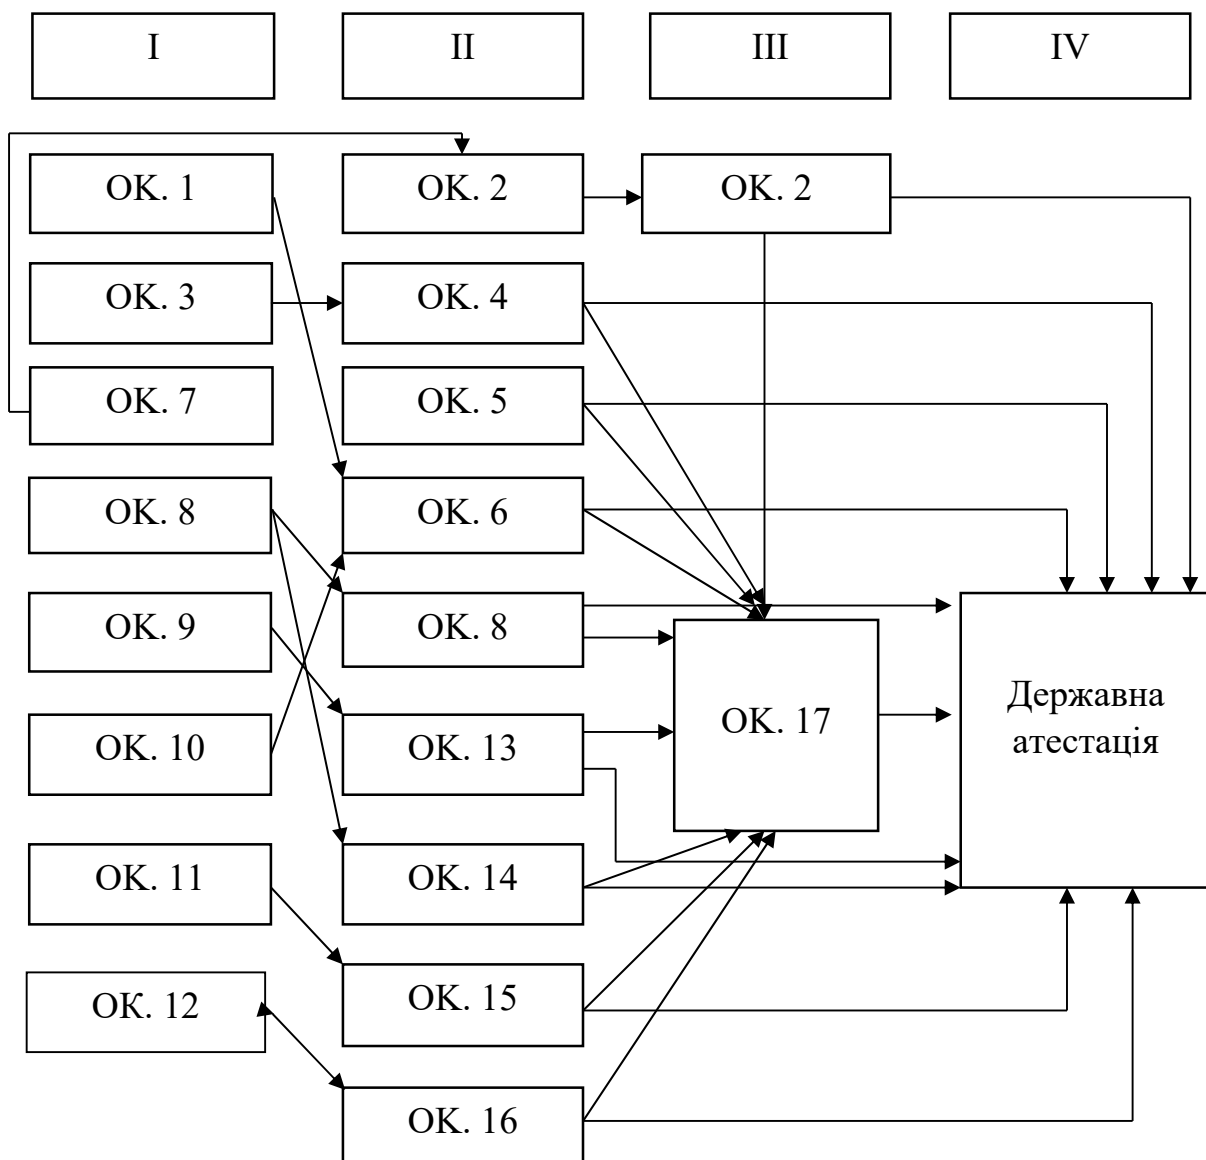 I
II
III
IV
ОК. 1
ОК. 2
ОК. 2
ОК. 3
ОК. 4
ОК. 7
ОК. 5
ОК. 8
ОК. 6
ОК. 9
ОК. 8
ОК. 10
ОК. 13
ОК. 17
Державна
атестація
ОК. 11
ОК. 14
ОК. 12
ОК. 15
ОК. 16